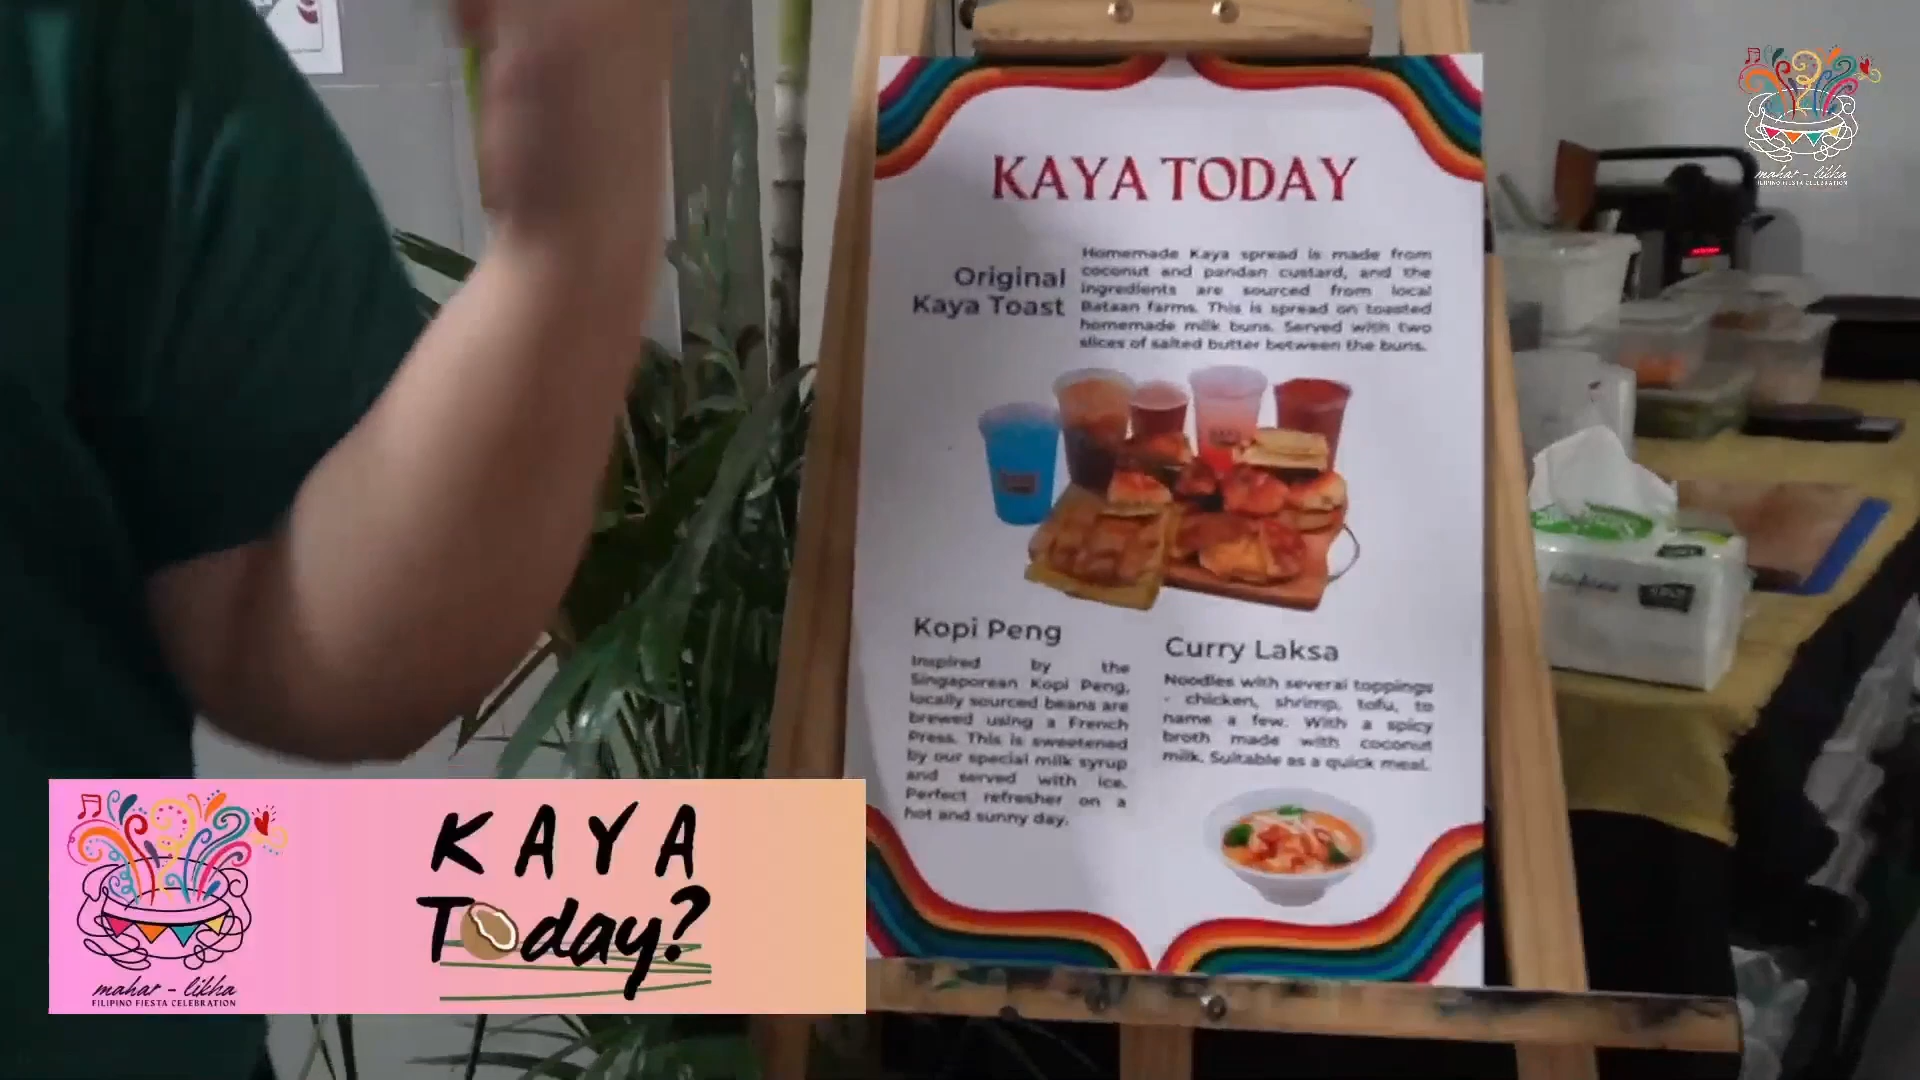 mahar - likha
FILIPINO FIESTA CELEBRATION
KAYA TODAY
Original
Kaya Toast
Homemade Kaya spread is made from
coconut and pandan custard, and the
ingredients are sourced from local
Bataan farms. This is spread on toasted
homemade milk buns. Served with two
slices of salted butter between the buns.
Kopi Peng
Inspired by the
Singaporean Kopi Peng,
locally sourced beans are
brewed using a French
Press. This is sweetened
by our special milk syrup
and served with ice.
Perfect refresher on a
hot and sunny day.
Curry Laksa
Noodles with several toppings
- chicken, shrimp, tofu, to
name a few. With a spicy
broth made with coconut
milk. Suitable as a quick meal.
KAYA
Today?
mahar - likha
FILIPINO FIESTA CELEBRATION